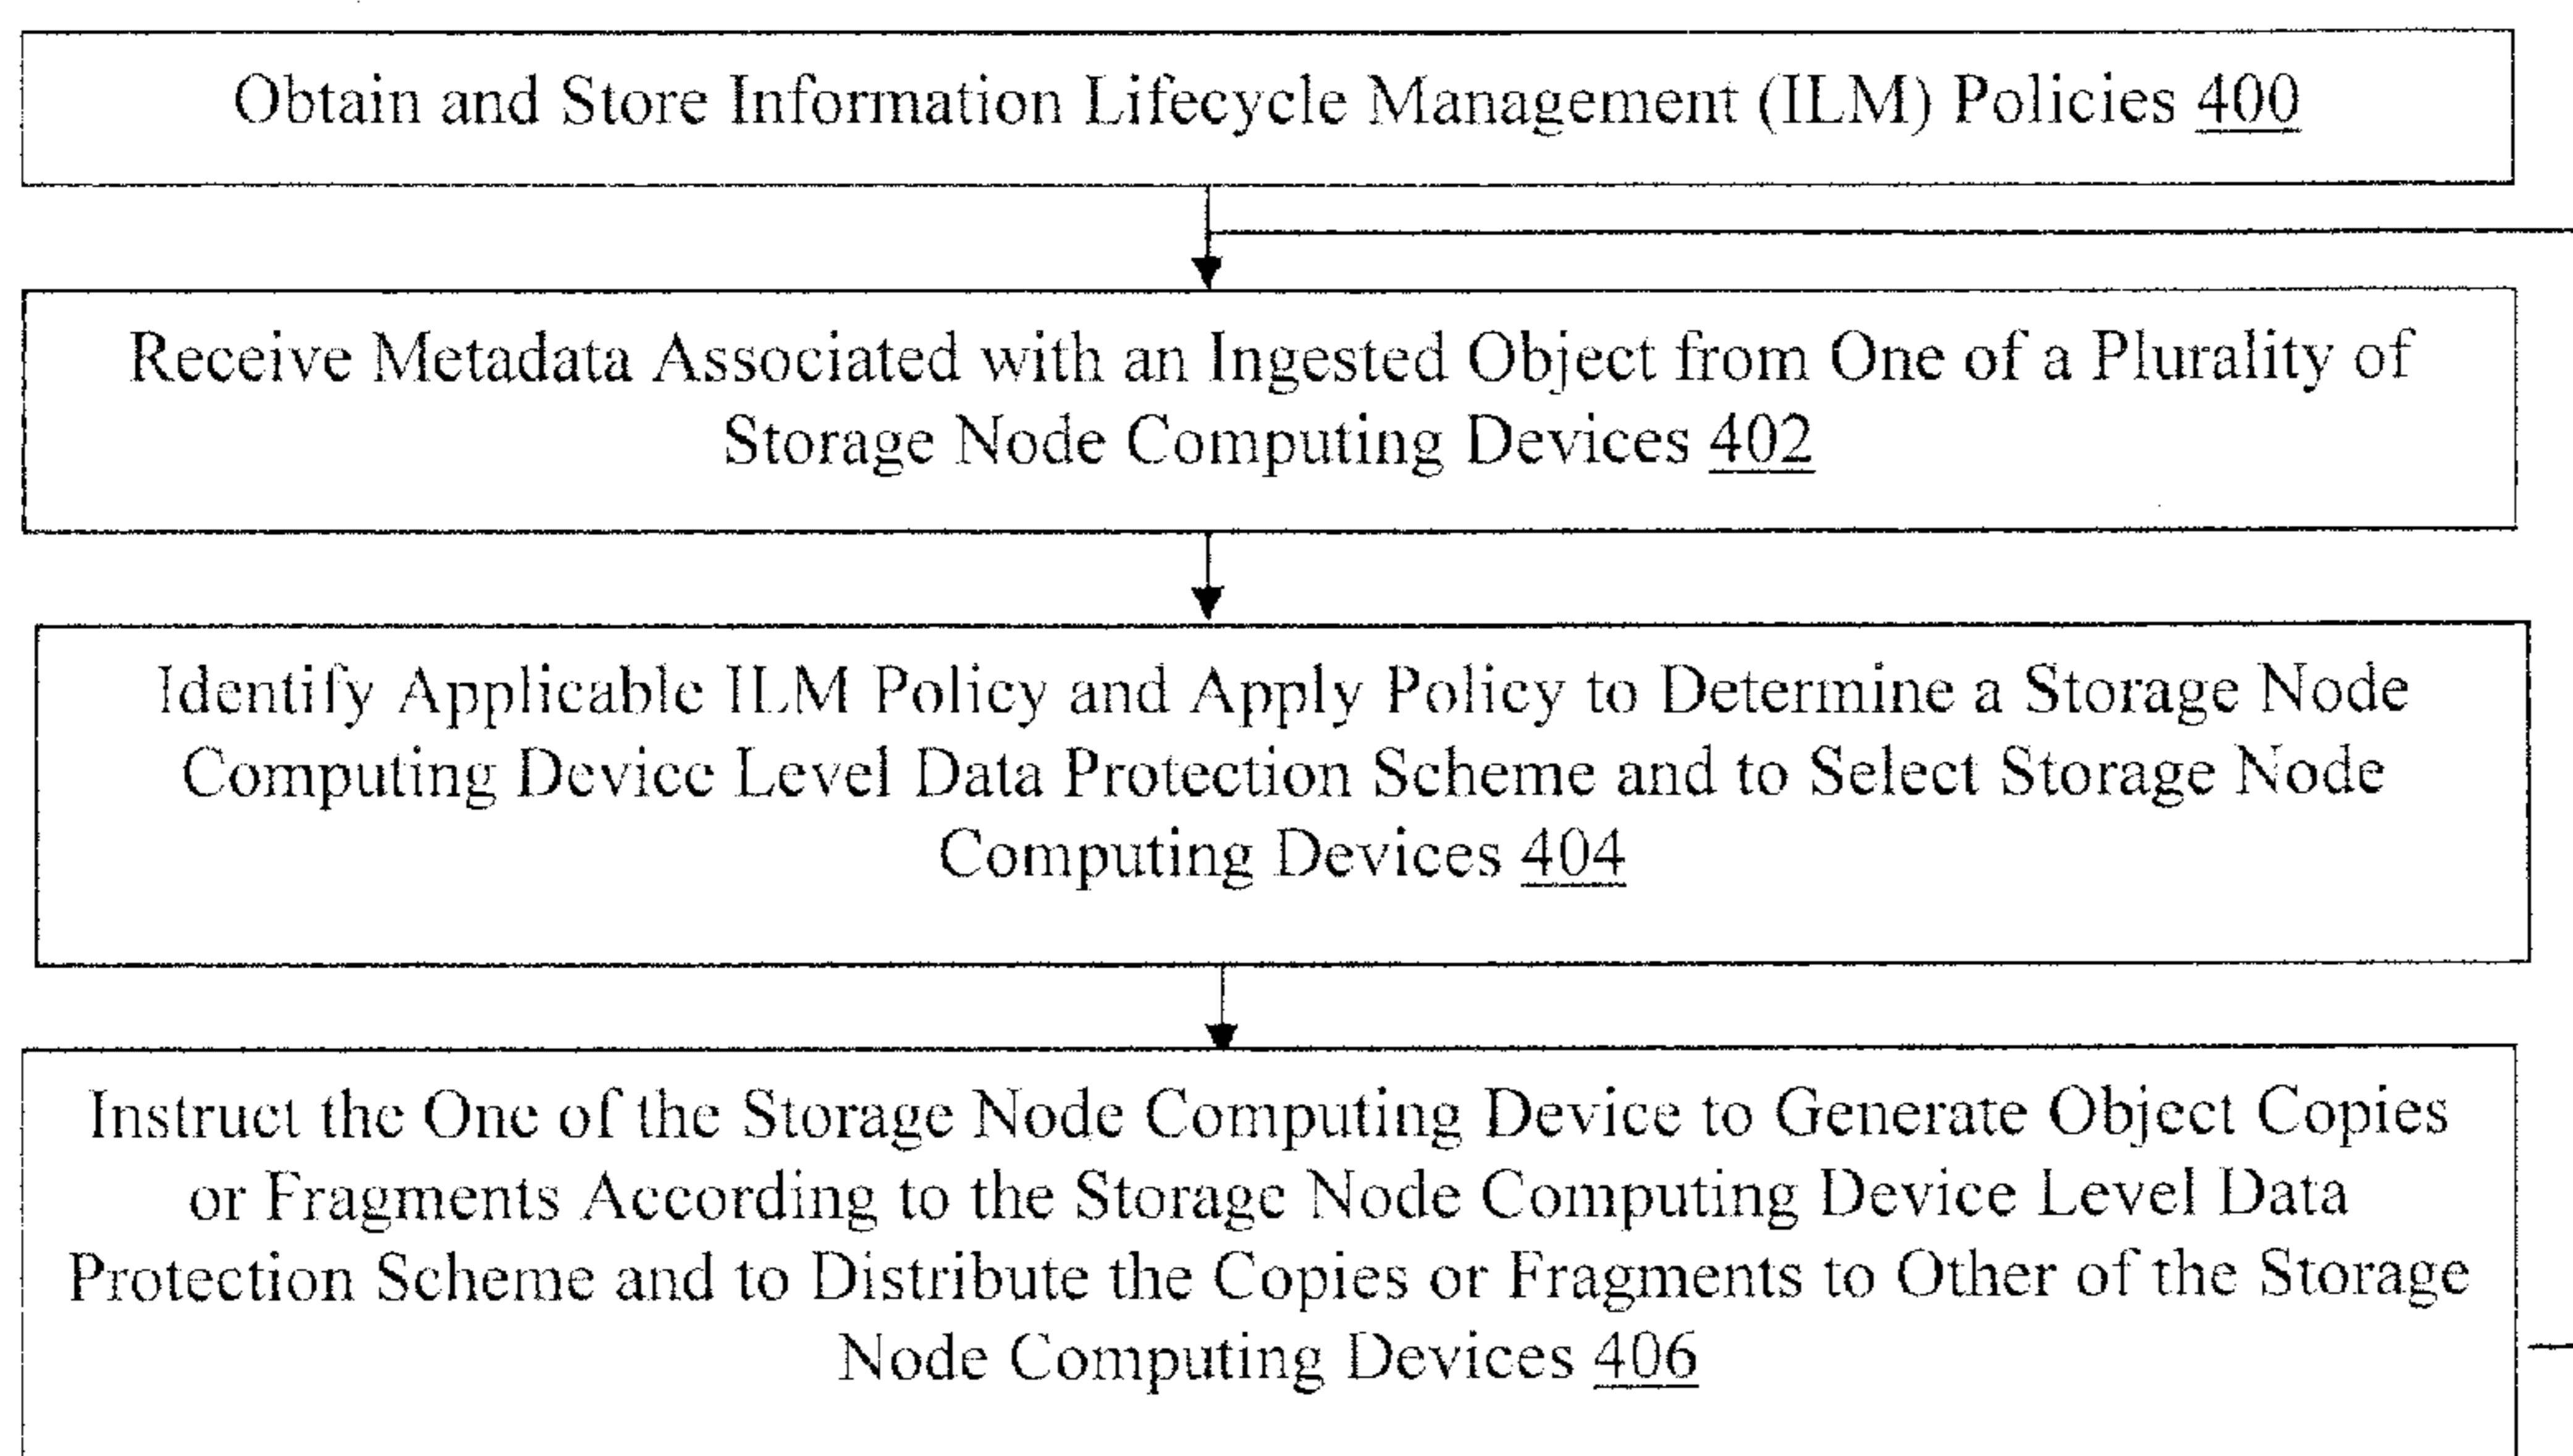 Obtain and Store Information Lifecycle Management (ILM) Policies 400
Receive Metadata Associated with an Ingested Object from One of a Plurality of
Storage Node Computing Devices 402
Identify Applicable ILM Policy and Apply Policy to Determine a Storage Node
Computing Device Level Data Protection Scheme and to Select Storage Node
Computing Devices 404
Instruct the One of the Storage Node Computing Device to Generate Object Copies
or Fragments According to the Storage Node Computing Device Level Data
Protection Scheme and to Distribute the Copies or Fragments to Other of the Storage
Node Computing Devices 406